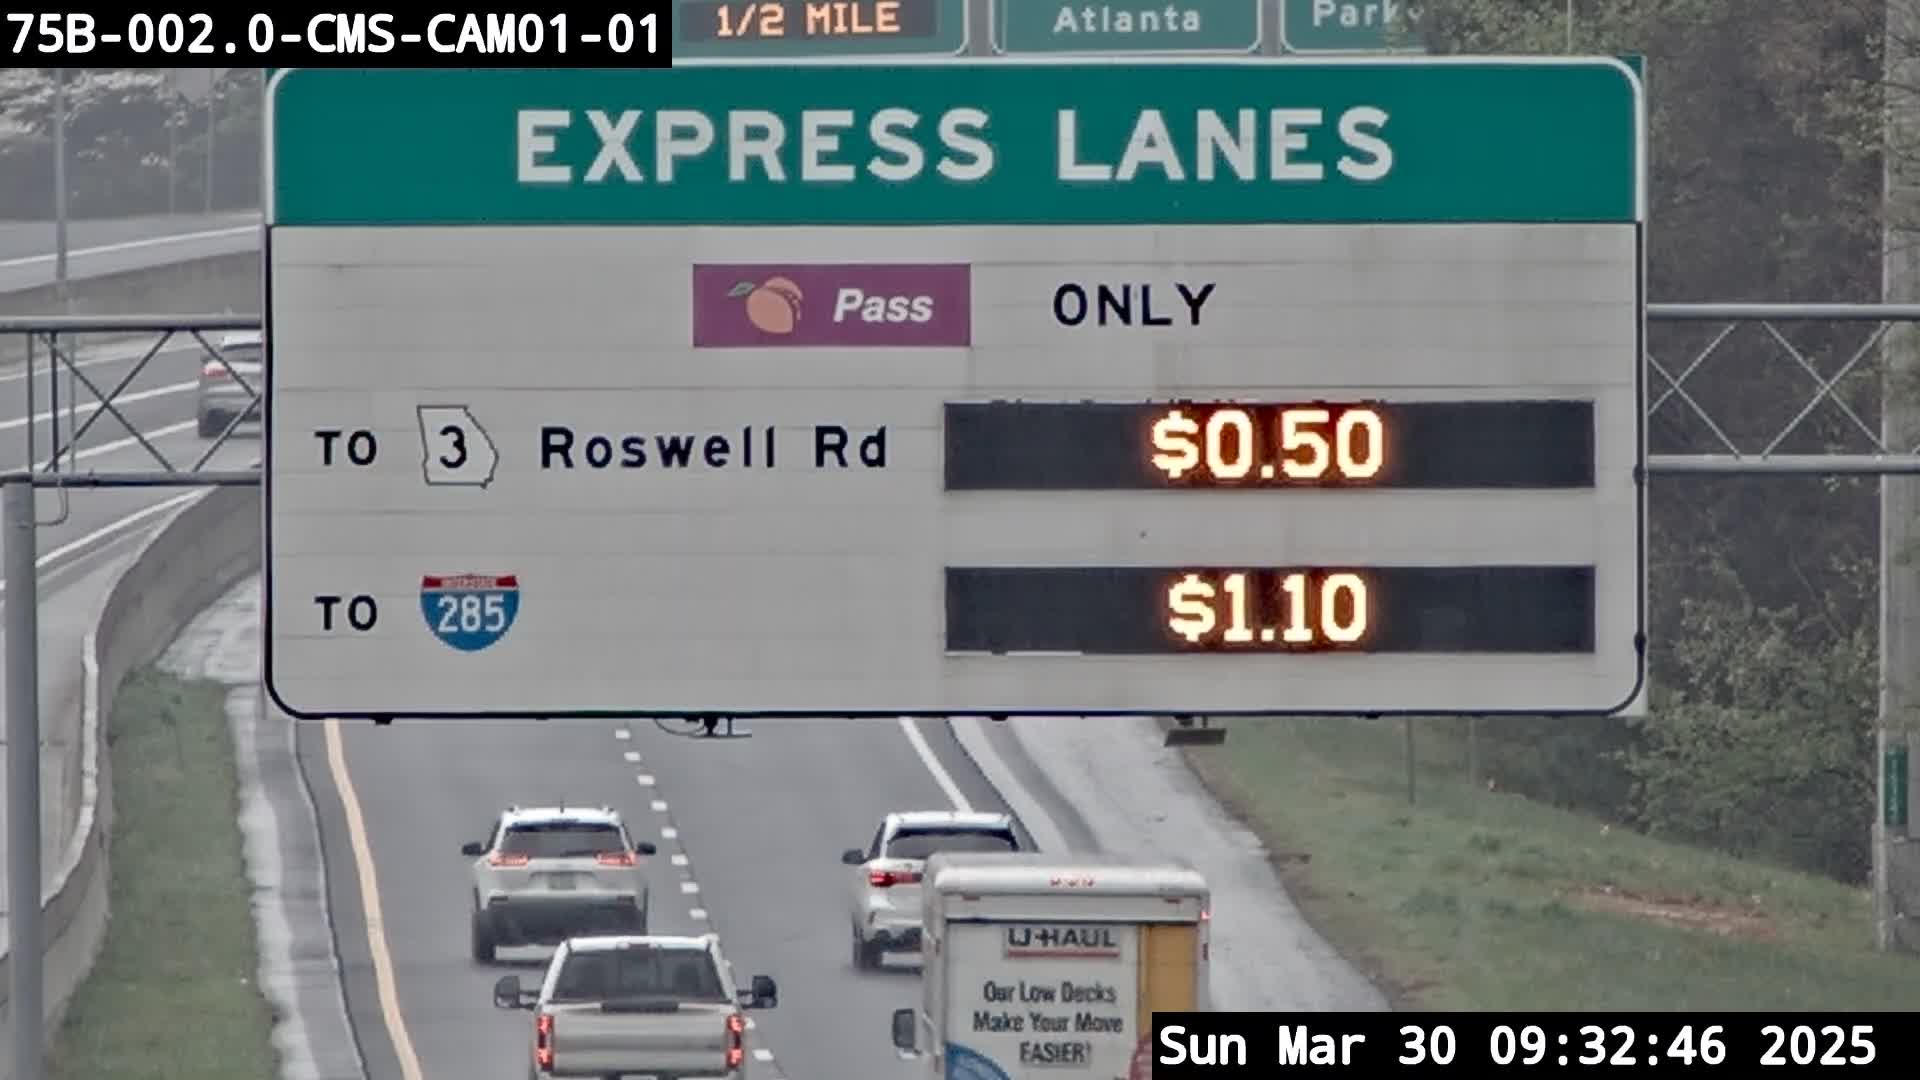 75B-002.0-CMS-CAM01-01
1/2 MILE
Atlanta
EXPRESS LANES
Pass ONLY
TO 3 Roswell Rd $0.50
TO 285 $1.10
U-HAUL
Our Low Decks
Make Your Move
EASIER!
Sun Mar 30 09:32:46 2025